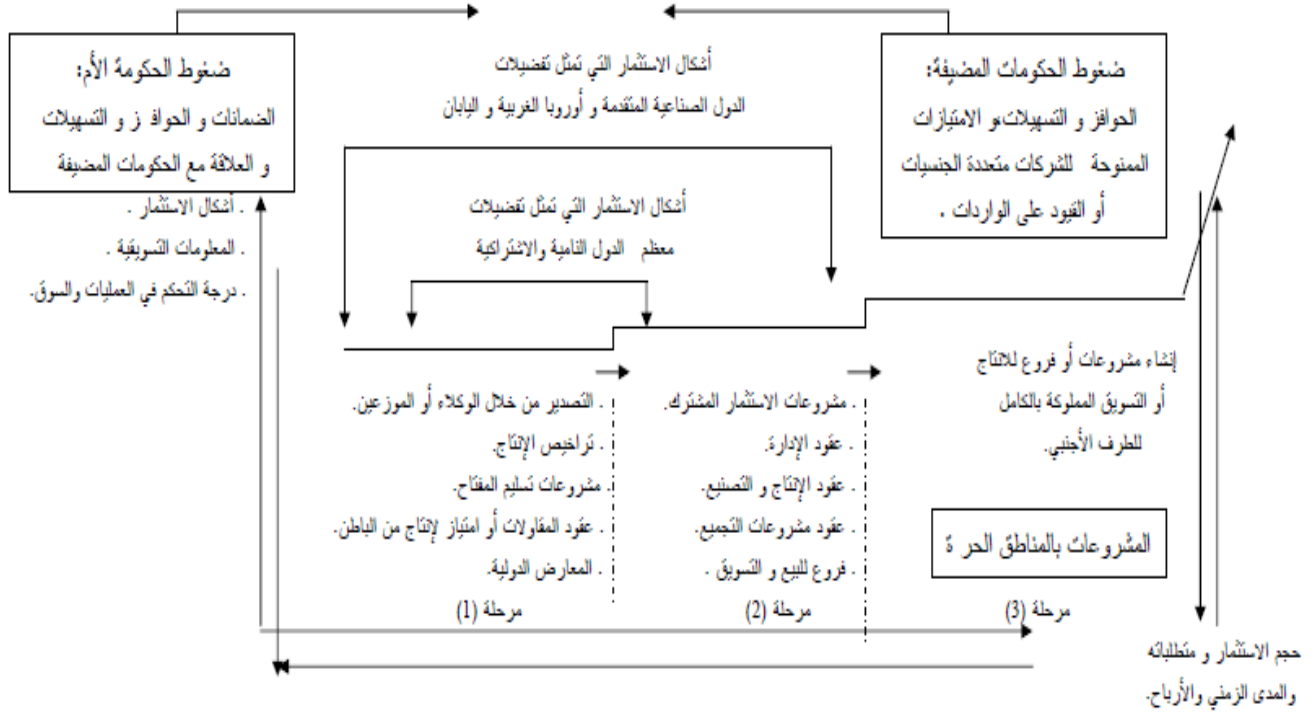 ضغوط الحكومات المضيفة:
الحوافز و التسهيلات،و الامتيازات
الممنوحة للشركات متعددة الجنسيات
أو القيود على الواردات .
أشكال الاستثمار التي تمثل تفضيلات
الدول الصناعية المتقدمة و أوروبا الغربية و اليابان
ضغوط الحكومة الأم:
الضمانات و الحواف ز و التسهيلات
و العلاقة مع الحكومات المضيفة
. أشكال الاستثمار .
. المعلومات التسويقية .
. درجة التحكم في العمليات والسوق.
أشكال الاستثمار التي تمثل تفضيلات
معظم الدول النامية والاشتراكية
. التصدير من خلال الوكلاء أو الموزعين.
. تراخيص الإنتاج.
. مشروعات تسليم المفتاح.
. عقود المقاولات أو امتياز لإنتاج من الباطن.
. المعارض الدولية.
مرحلة (1)
. مشروعات الاستثمار المشترك.
. عقود الإدارة.
. عقود الإنتاج و التصنيع.
. عقود مشروعات التجميع.
. فروع للبيع و التسويق .
مرحلة (2)
إنشاء مشروعات أو فروع للانتاج
أو التسويق المملوكة بالكامل
للطرف الأجنبي.
المشروعات بالمناطق الحر ة
مرحلة (3)
حجم الاستثمار و متطلباته
والمدى الزمني والأرباح.